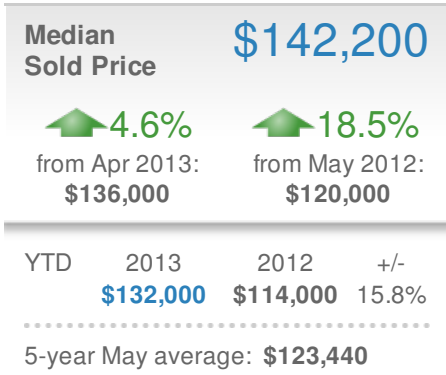 Median $142,200
Sold Price
4.6% 18.5%
from Apr 2013: from May 2012:
$136,000 $120,000
YTD 2013 2012 +/-
$132,000 $114,000 15.8%
5-year May average: $123,440